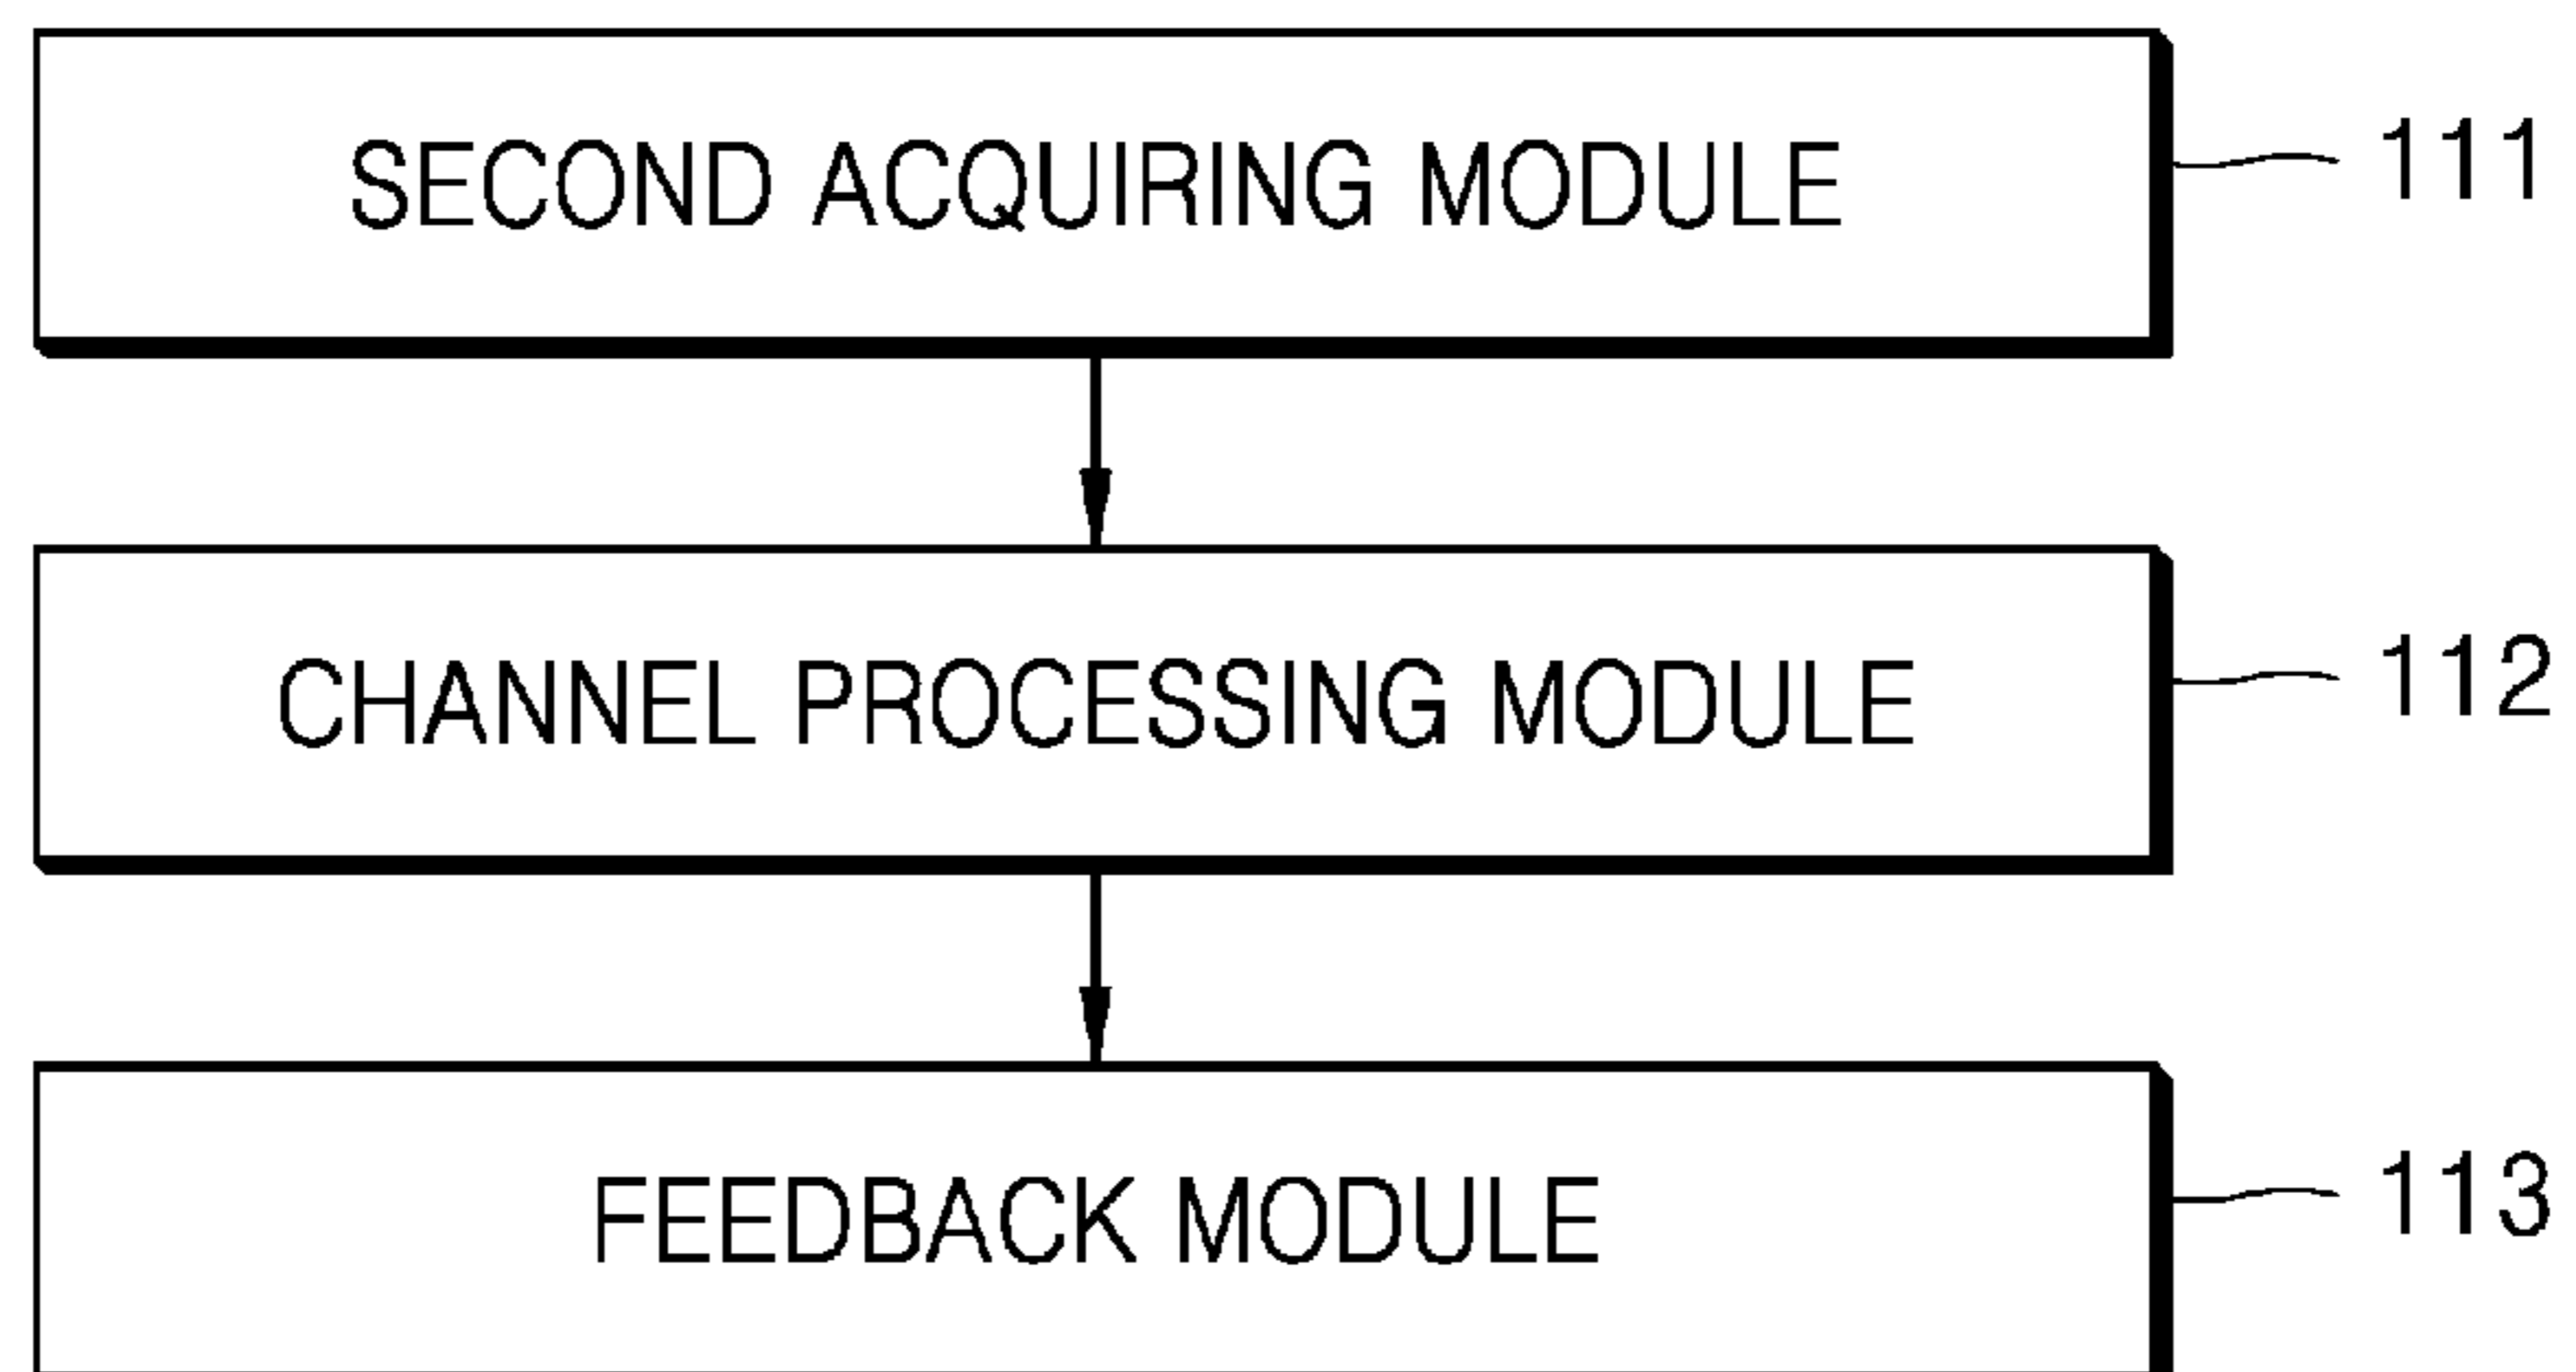 SECOND ACQUIRING MODULE 111
CHANNEL PROCESSING MODULE 112
FEEDBACK MODULE 113